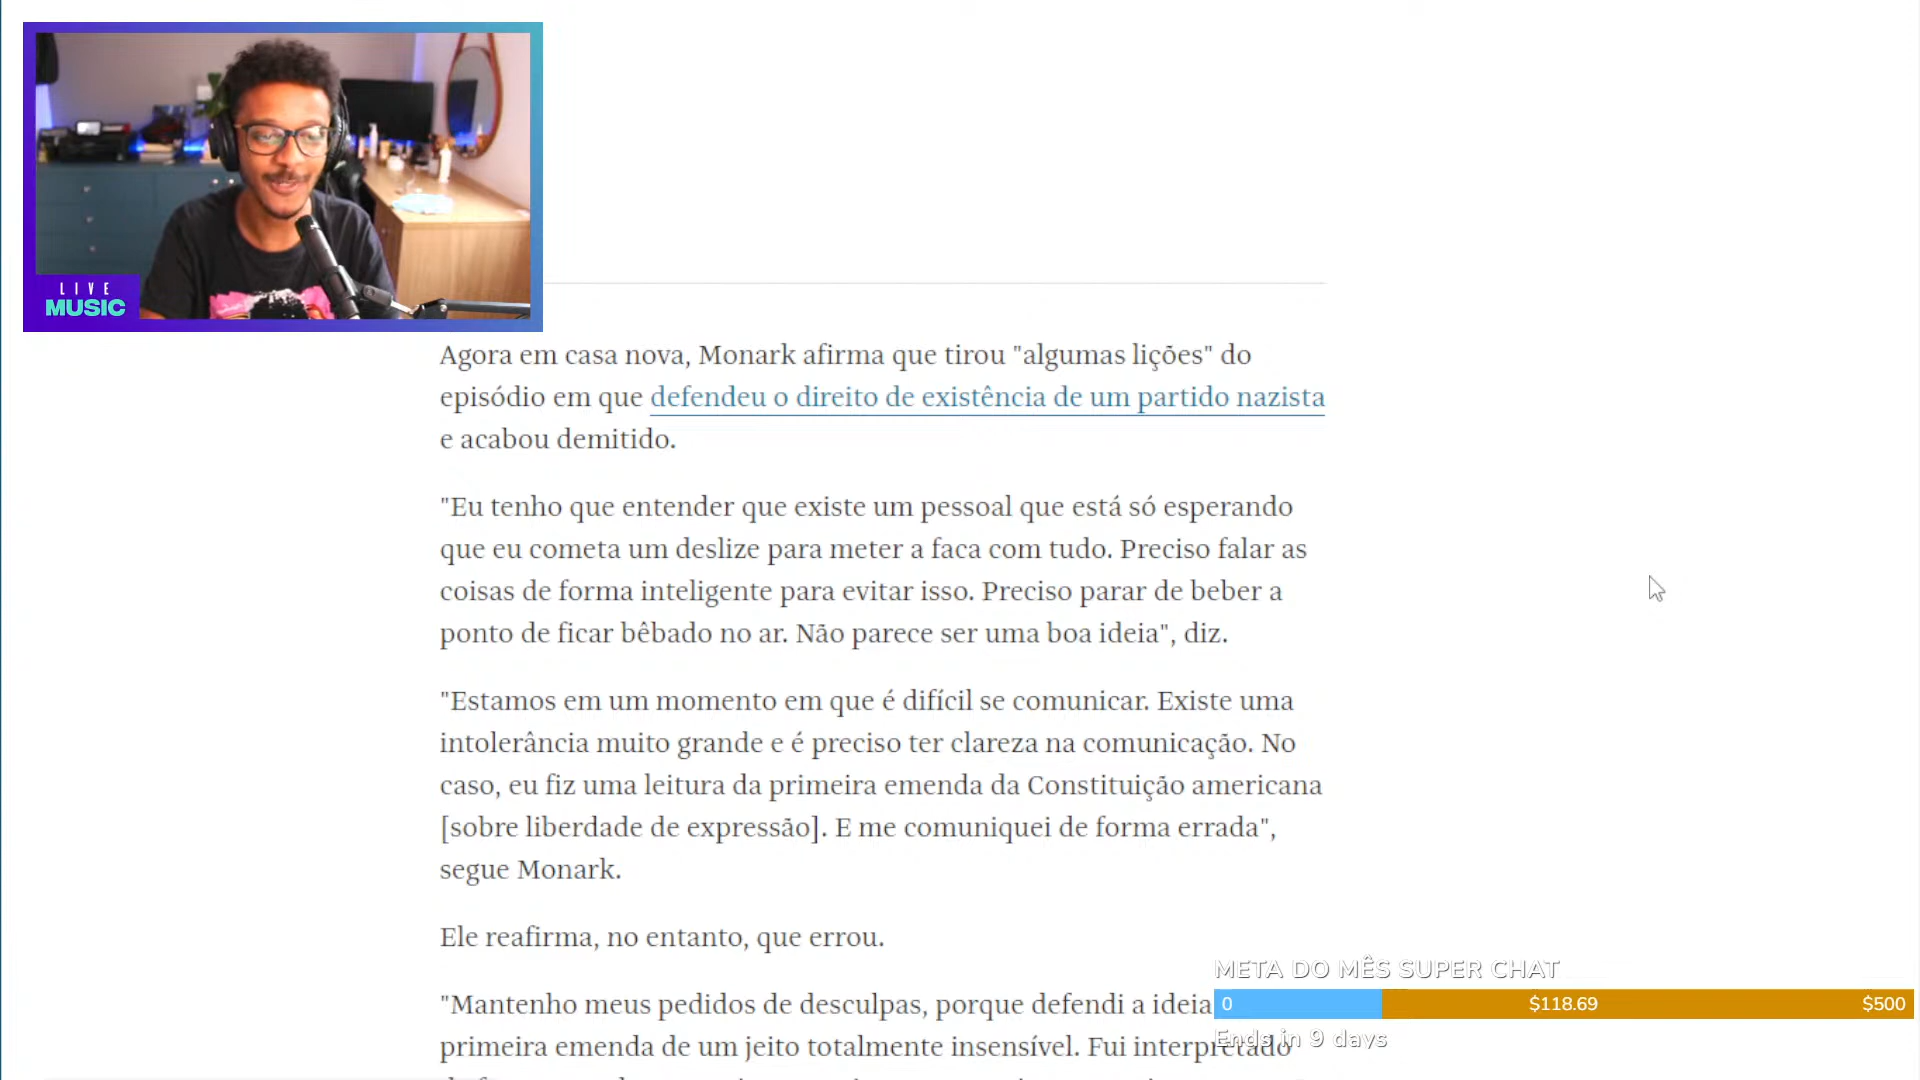 LIVE
MUSIC
Agora em casa nova, Monark afirma que tirou "algumas lições" do
episódio em que defendeu o direito de existência de um partido nazista
e acabou demitido.
"Eu tenho que entender que existe um pessoal que está só esperando
que eu cometa um deslize para meter a faca com tudo. Preciso falar as
coisas de forma inteligente para evitar isso. Preciso parar de beber a
ponto de ficar bêbado no ar. Não parece ser uma boa ideia", diz.
"Estamos em um momento em que é difícil se comunicar. Existe uma
intolerância muito grande e é preciso ter clareza na comunicação. No
caso, eu fiz uma leitura da primeira emenda da Constituição americana
[sobre liberdade de expressão]. E me comuniquei de forma errada",
segue Monark.
Ele reafirma, no entanto, que errou.
"Mantenho meus pedidos de desculpas, porque defendi a ideia
primeira emenda de um jeito totalmente insensível. Fui interpretado
META DO MÊS SUPER CHAT
0 $118.69 $500
Ends in 9 days